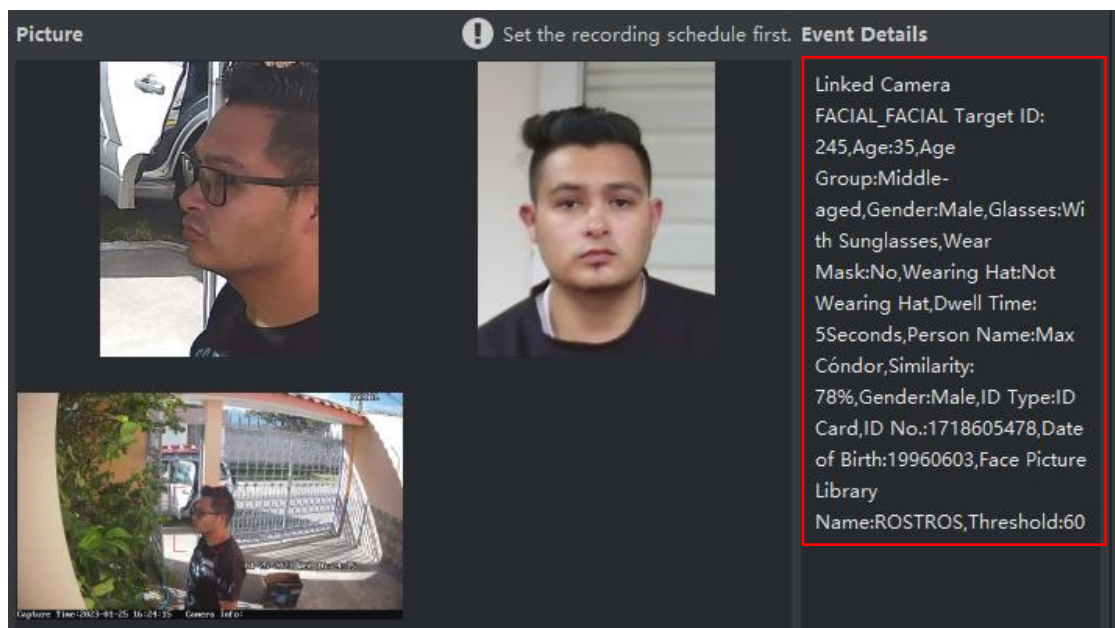 Picture
Set the recording schedule first.
Event Details
Linked Camera
FACIAL_FACIAL Target ID:
245,Age:35,Age
Group:Middle-
aged,Gender:Male,Glasses:Wi
th Sunglasses,Wear
Mask:No,Wearing Hat:Not
Wearing Hat,Dwell Time:
5Seconds,Person Name:Max
Cóndor,Similarity:
78%,Gender:Male,ID Type:ID
Card,ID No.:1718605478,Date
of Birth:19960603,Face Picture
Library
Name:ROSTROS,Threshold:60
Capture Time:2023-01-25 16:24:15 Camera Info: